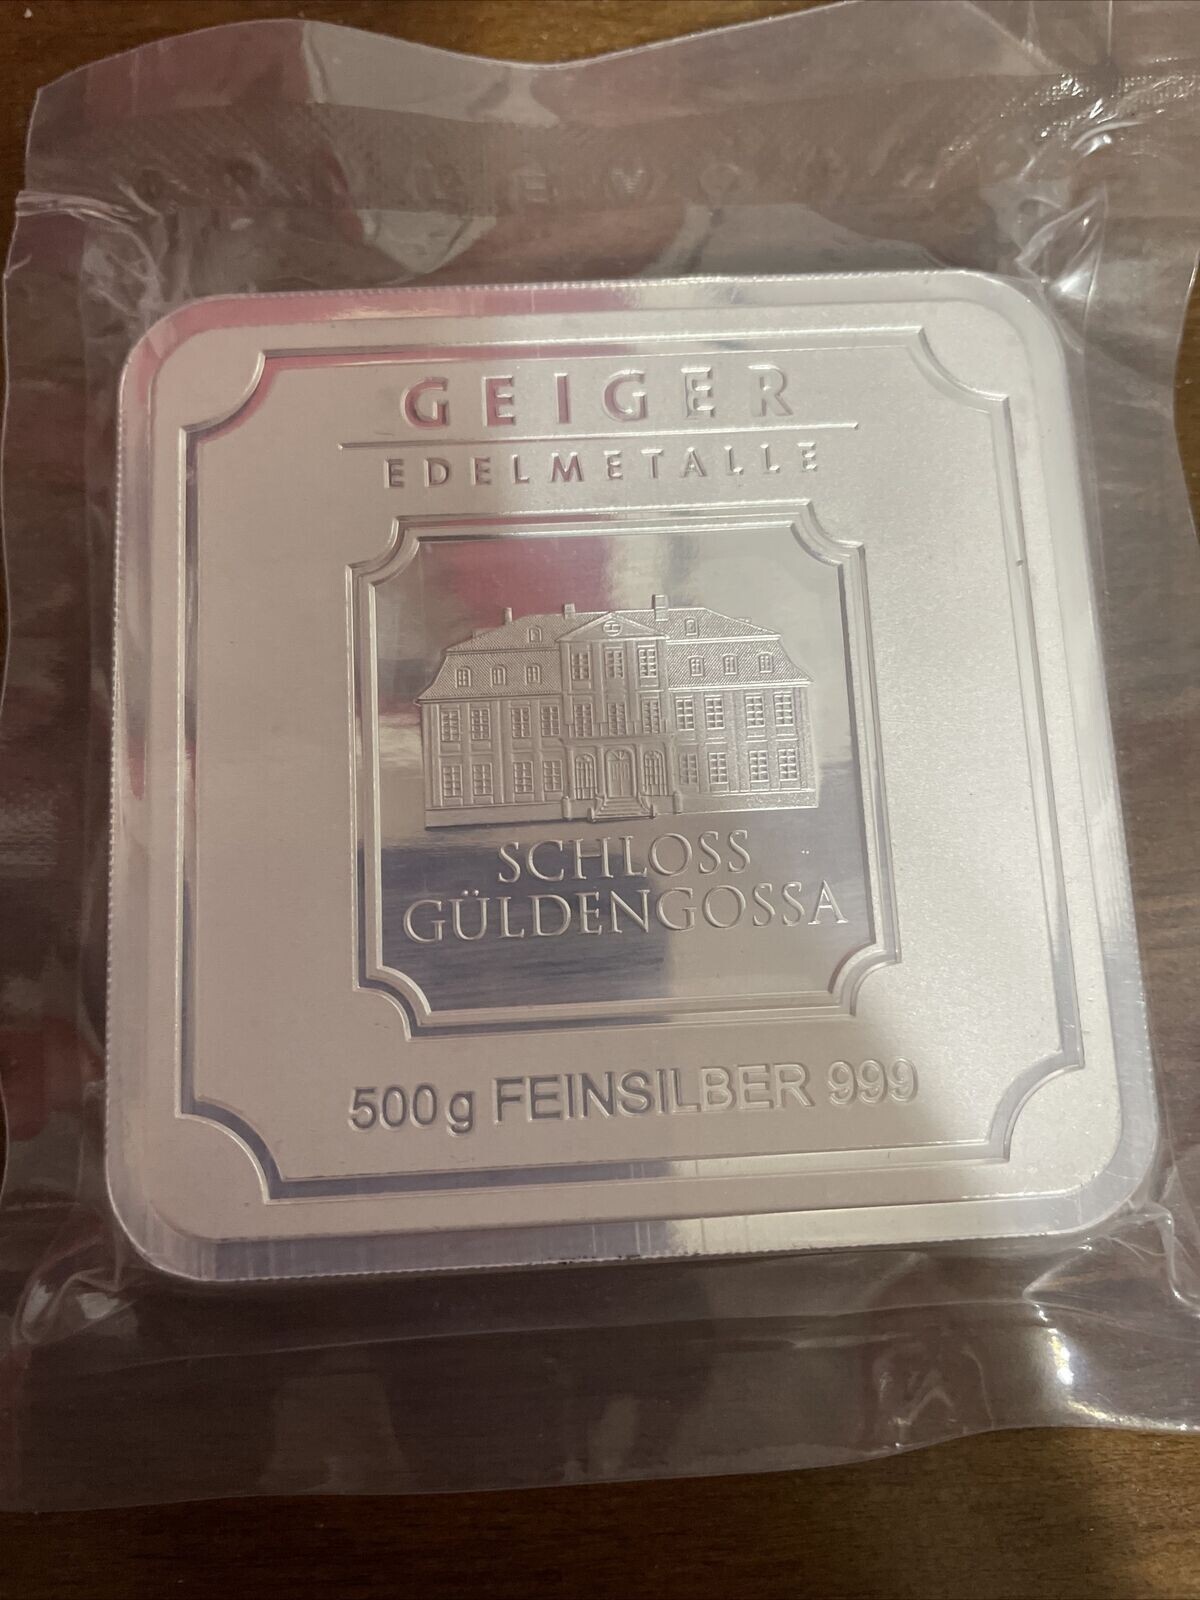 GEIGER
EDELMETALLE
SCHLOSS
GÜLDENGOSSA
500g FEINSILBER 999